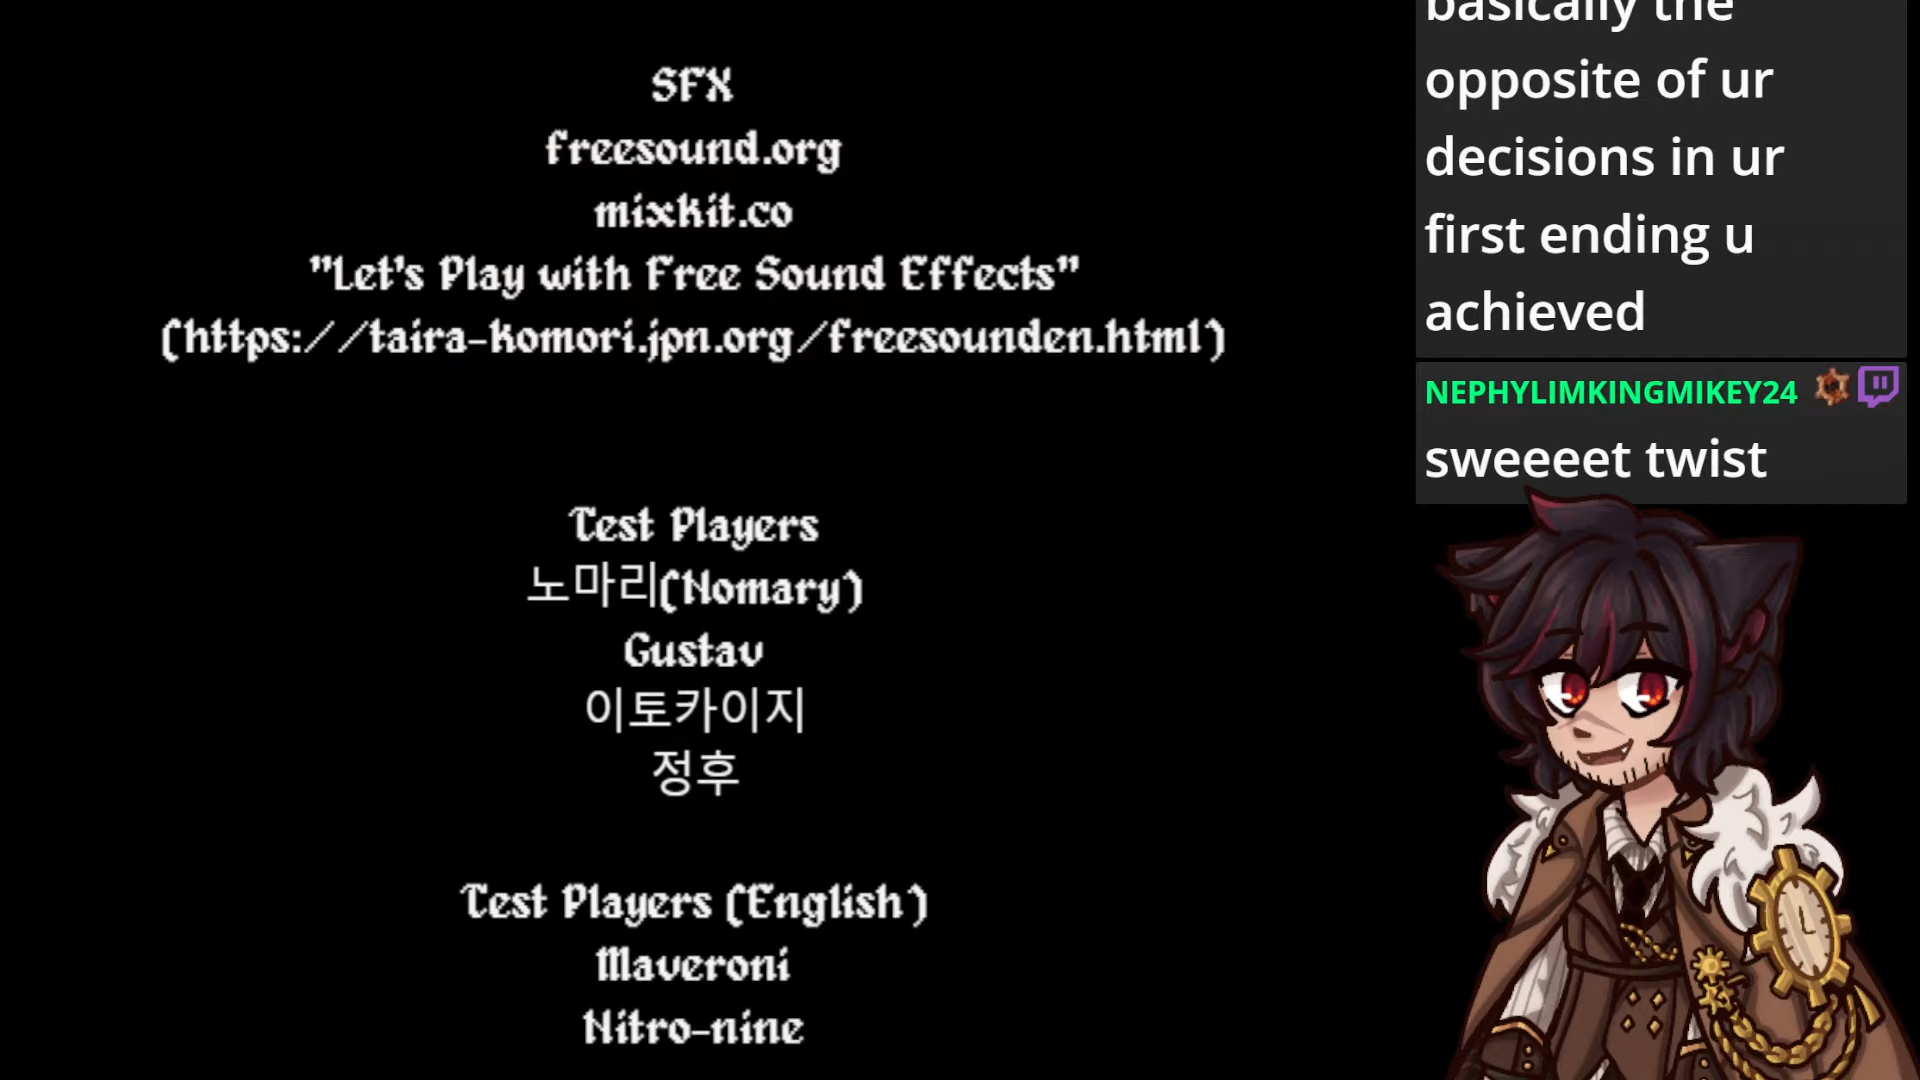 SFX
freesound.org
mixkit.co
"Let's Play with Free Sound Effects"
(https://taira-komori.jpn.org/freesounden.html)
Test Players
노마리(Nomary)
Gustav
이토카이지
정후
Test Players (English)
Maveroni
Nitro-nine
basically the
opposite of ur
decisions in ur
first ending u
achieved
NEPHYLIMKINGMIKEY24
sweeeet twist